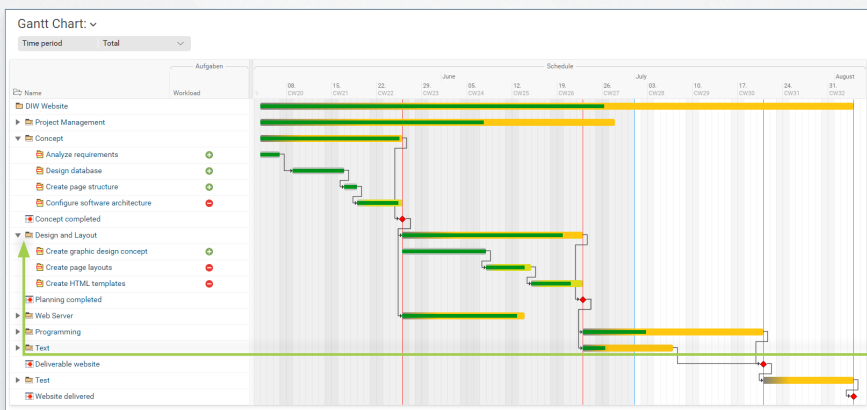 Gantt Chart:
Time period Total
Aufgaben Schedule
June July August
08. 15. 22. 29. 05. 12. 19. 26. 03. 10. 17. 24. 31.
Name Workload CW20 CW21 CW22 CW23 CW24 CW25 CW26 CW27 CW28 CW29 CW30 CW31 CW32
DIW Website
Project Management
Concept
Analyze requirements
Design database
Create page structure
Configure software architecture
Concept completed
Design and Layout
Create graphic design concept
Create page layouts
Create HTML templates
Planning completed
Web Server
Programming
Text
Deliverable website
Test
Website delivered